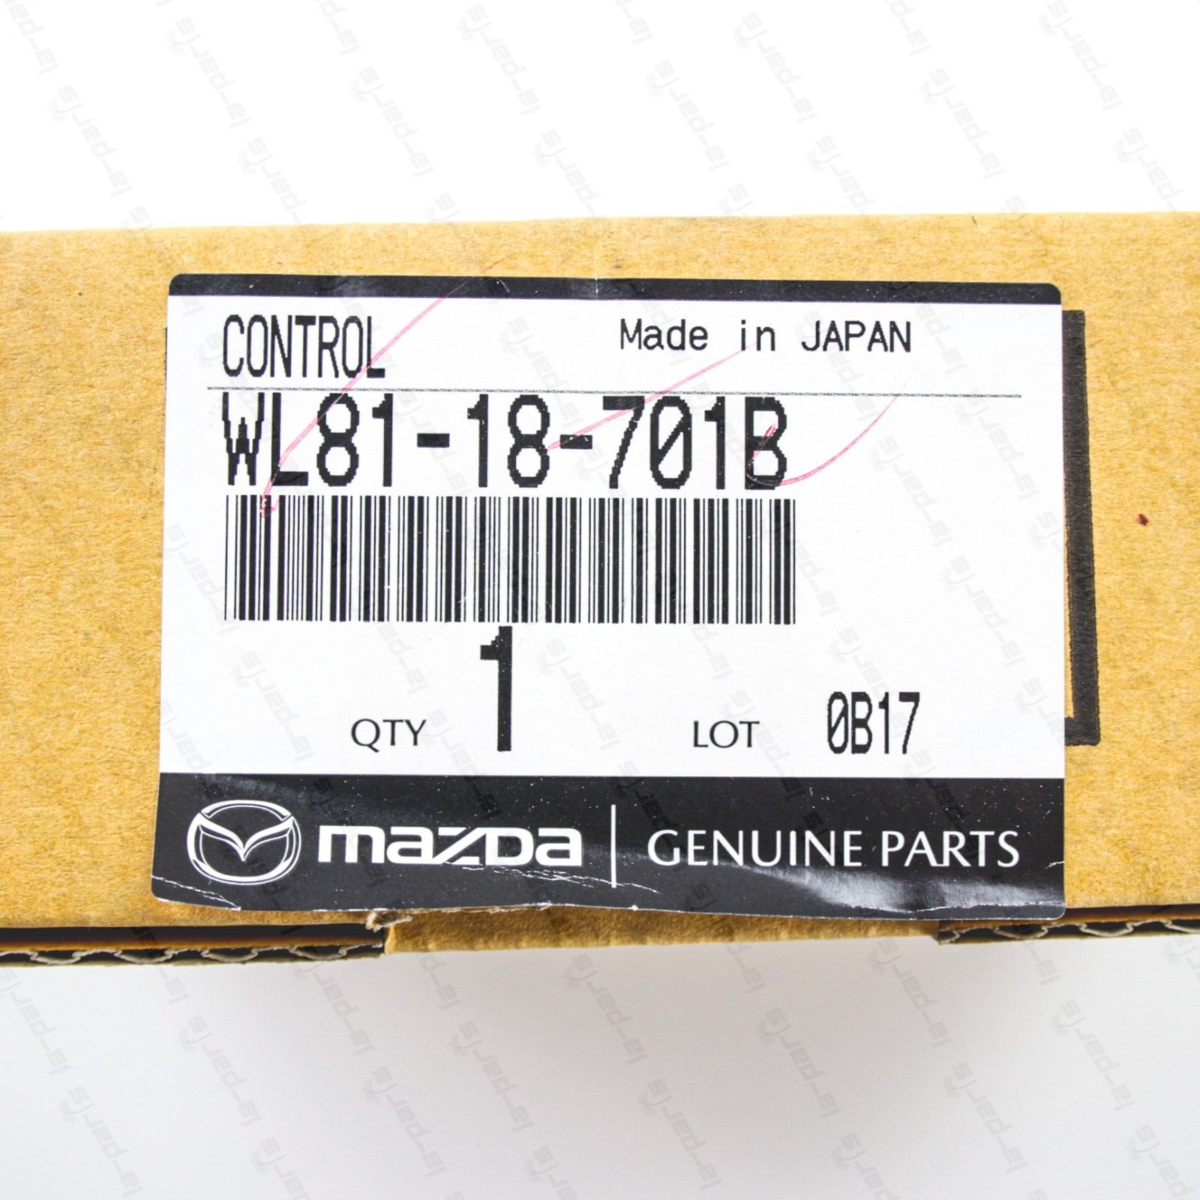 CONTROL
Made in JAPAN
WL81-18-701B
QTY 1
LOT 0B17
mazda | GENUINE PARTS